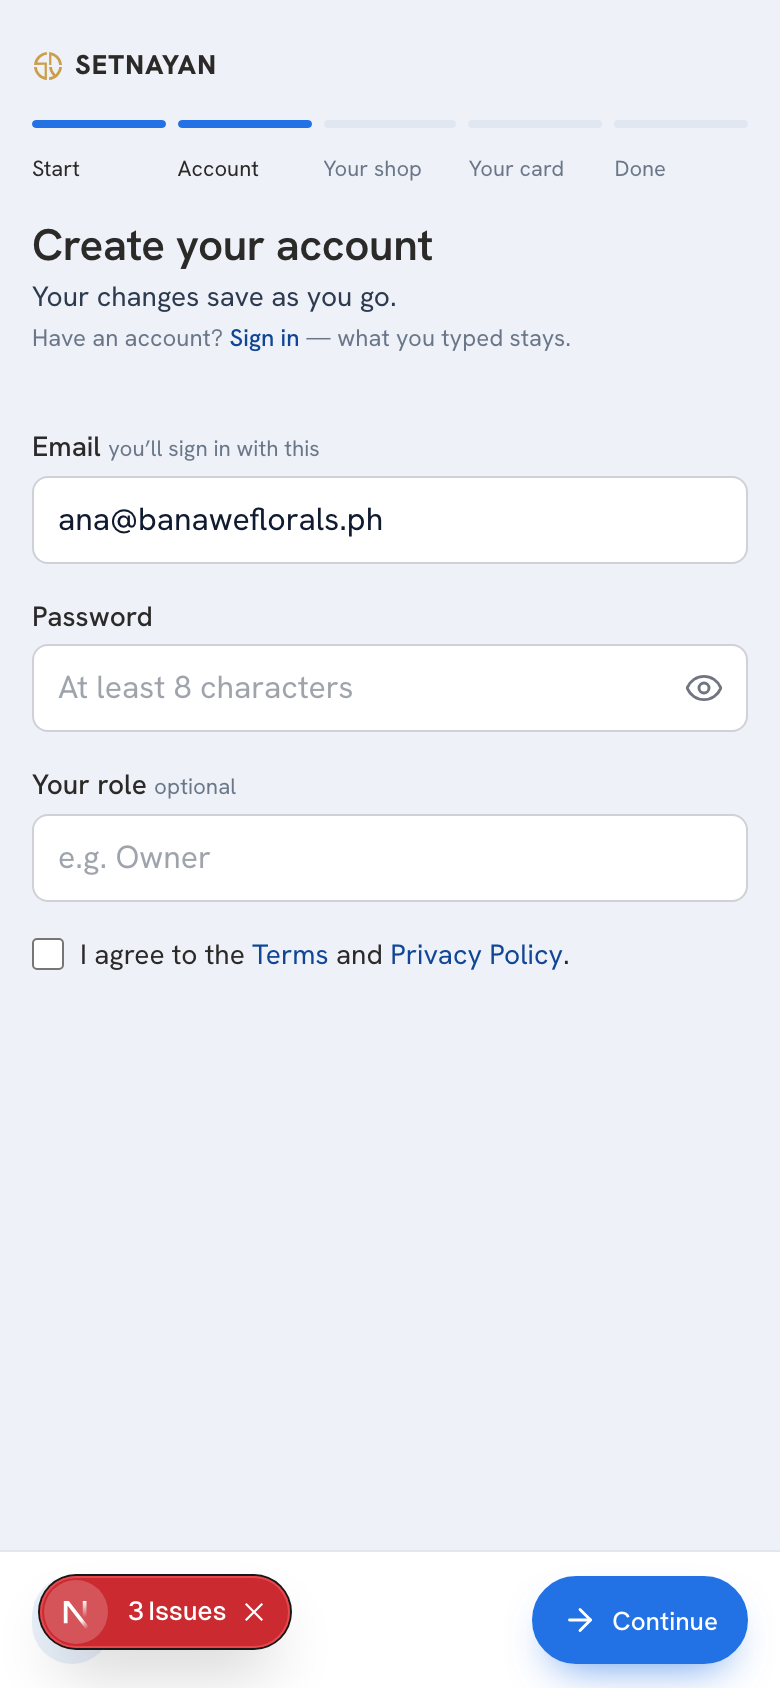 SETNAYAN
Start Account Your shop Your card Done
Create your account
Your changes save as you go.
Have an account? Sign in — what you typed stays.
Email you’ll sign in with this
ana@banaweflorals.ph
Password
At least 8 characters
Your role optional
e.g. Owner
I agree to the Terms and Privacy Policy.
N 3 Issues
Continue